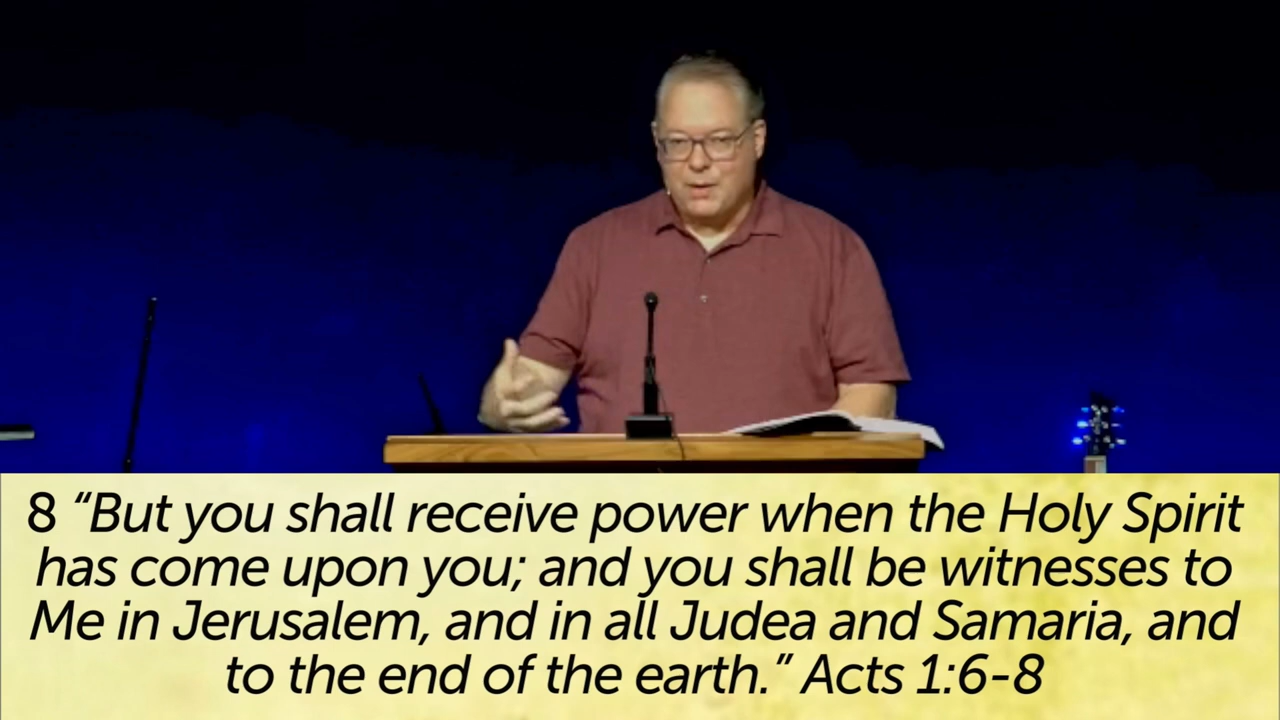 8 “But you shall receive power when the Holy Spirit
has come upon you; and you shall be witnesses to
Me in Jerusalem, and in all Judea and Samaria, and
to the end of the earth.” Acts 1:6-8